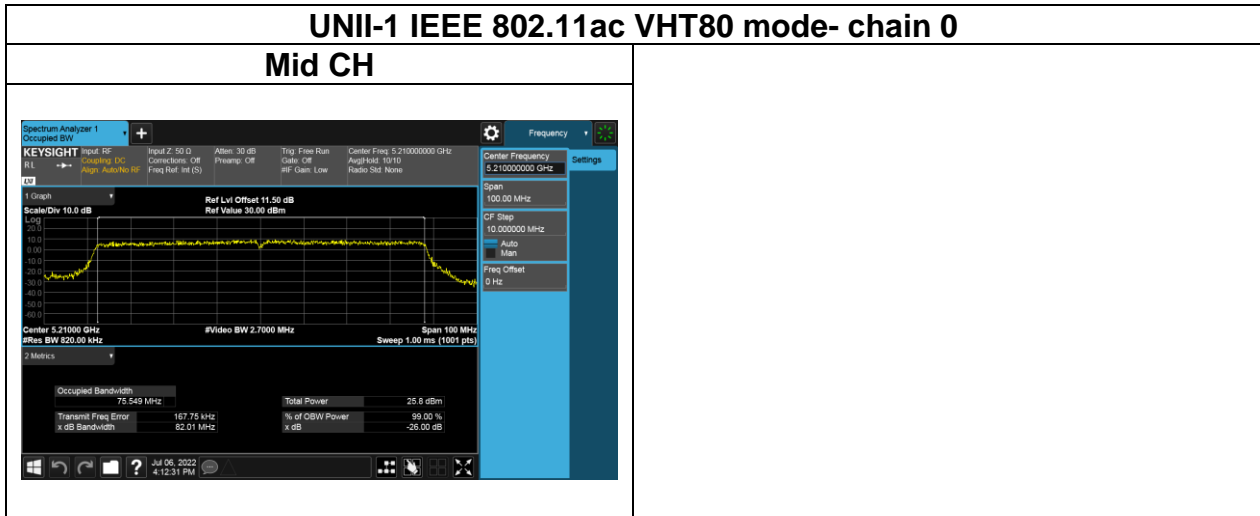 UNII-1 IEEE 802.11ac VHT80 mode- chain 0
Mid CH
Spectrum Analyzer 1
Occupied BW
+
Frequency
KEYSIGHT
R L
LXI
Input: RF
Coupling: DC
Align: Auto/No RF
Input Z: 50 Ω
Corrections: Off
Freq Ref: Int (S)
Atten: 30 dB
Preamp: Off
Trig: Free Run
Gate: Off
#IF Gain: Low
Center Freq: 5.210000000 GHz
Avg|Hold: 10/10
Radio Std: None
Center Frequency
5.210000000 GHz
Settings
Span
100.00 MHz
CF Step
10.000000 MHz
Auto
Man
Freq Offset
0 Hz
1 Graph
Scale/Div 10.0 dB
Ref Lvl Offset 11.50 dB
Ref Value 30.00 dBm
Log
20.0
10.0
0.00
-10.0
-20.0
-30.0
-40.0
-50.0
-60.0
Center 5.21000 GHz
#Video BW 2.7000 MHz
Span 100 MHz
#Res BW 820.00 kHz
Sweep 1.00 ms (1001 pts)
2 Metrics
Occupied Bandwidth
75.549 MHz
Total Power 25.8 dBm
Transmit Freq Error 167.75 kHz
% of OBW Power 99.00 %
x dB Bandwidth 82.01 MHz
x dB -26.00 dB
?
Jul 06, 2022
4:12:31 PM